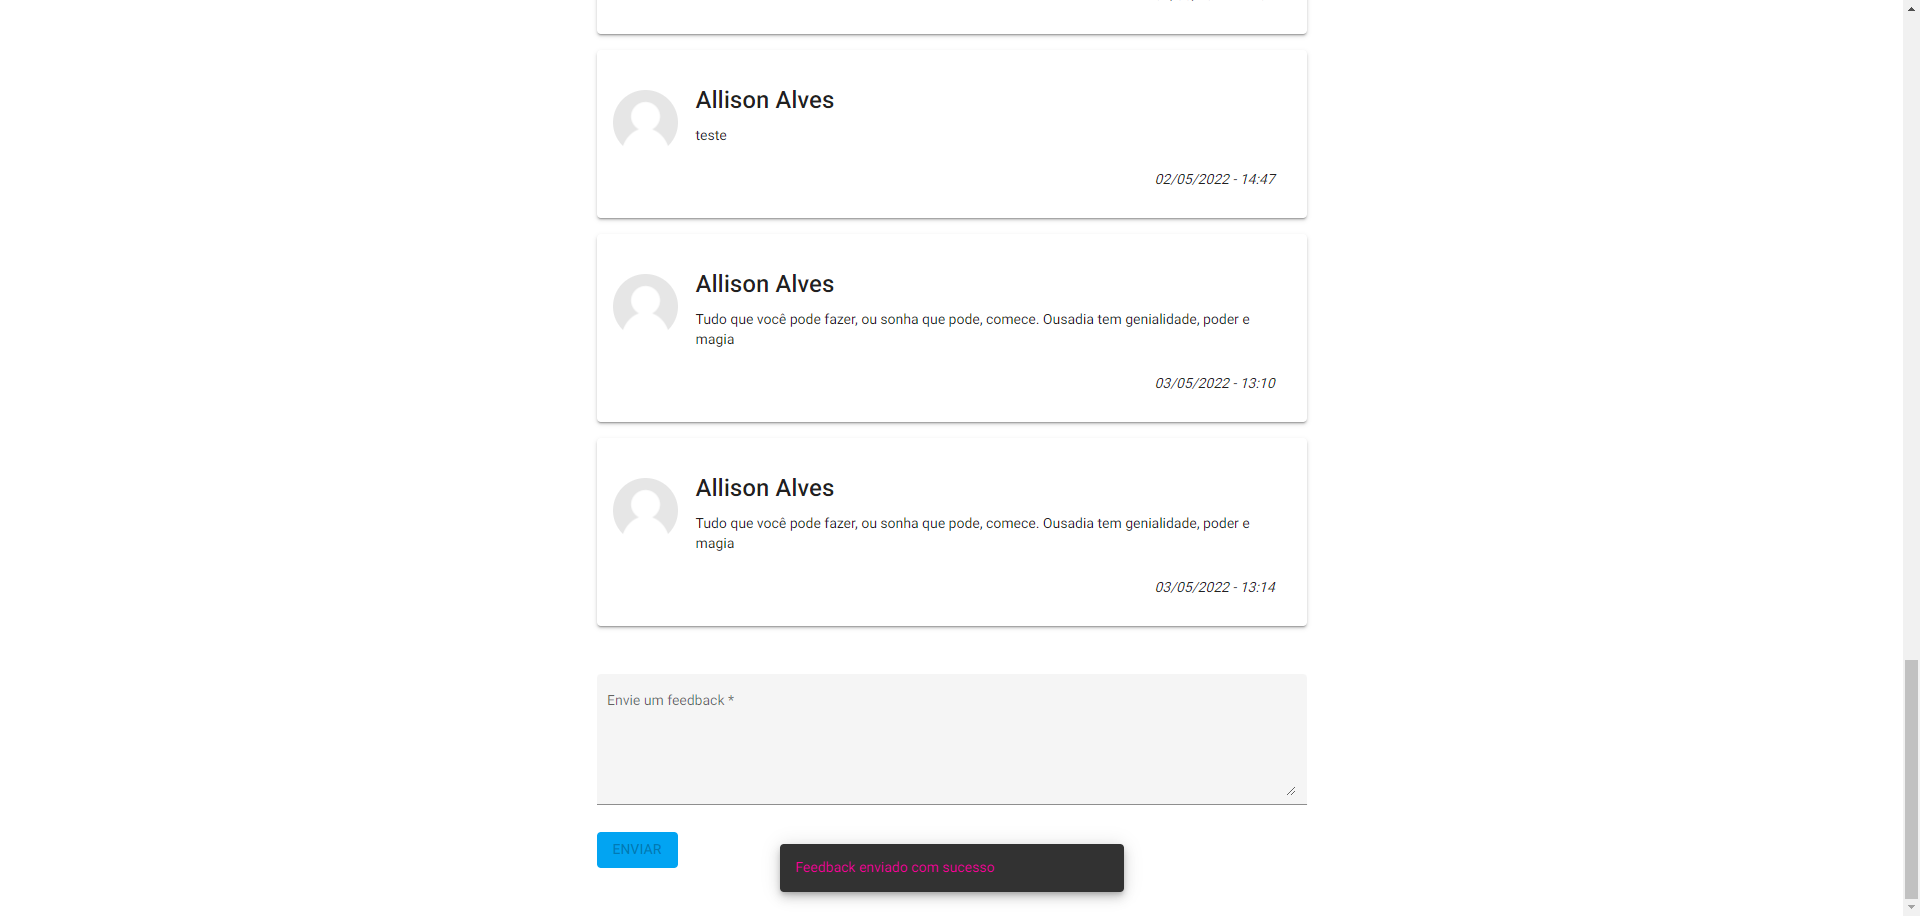 Allison Alves
teste
02/05/2022 - 14:47
Allison Alves
Tudo que você pode fazer, ou sonha que pode, comece. Ousadia tem genialidade, poder e
magia
03/05/2022 - 13:10
Allison Alves
Tudo que você pode fazer, ou sonha que pode, comece. Ousadia tem genialidade, poder e
magia
03/05/2022 - 13:14
Envie um feedback *
ENVIAR
Feedback enviado com sucesso